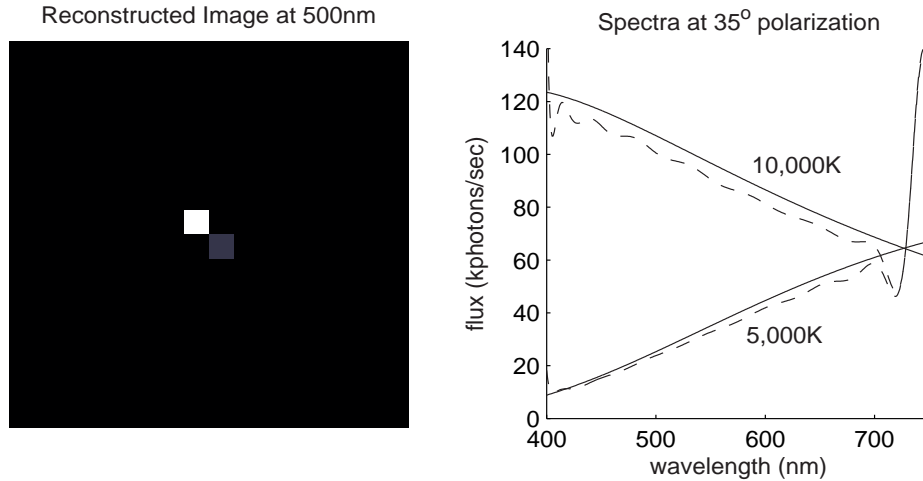 Reconstructed Image at 500nm
Spectra at 35° polarization
140
120
100
80
60
40
20
0
flux (kphotons/sec)
10,000K
5,000K
400 500 600 700
wavelength (nm)